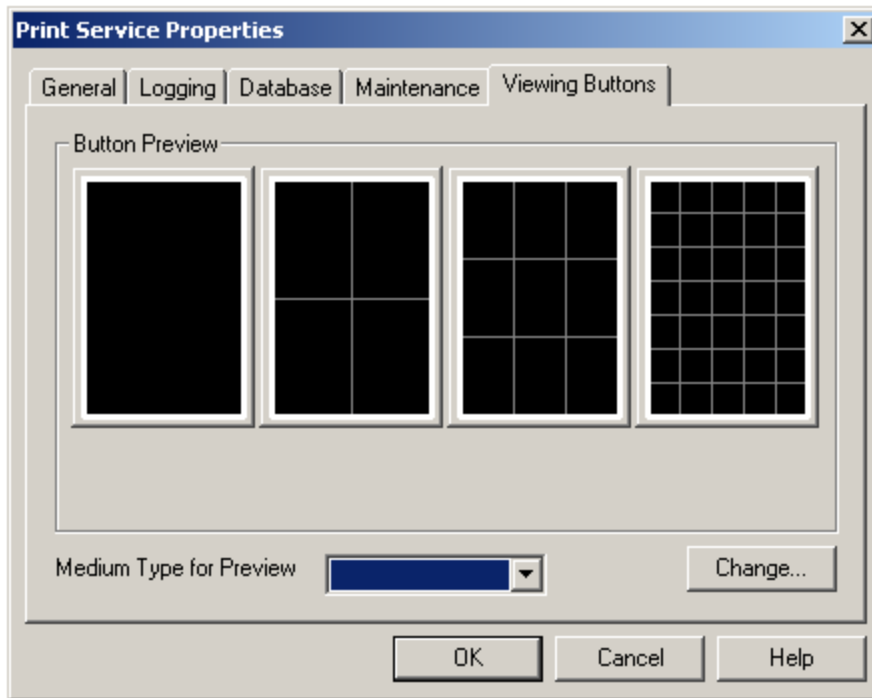 Print Service Properties
General Logging Database Maintenance Viewing Buttons
Button Preview
Medium Type for Preview Change...
OK Cancel Help